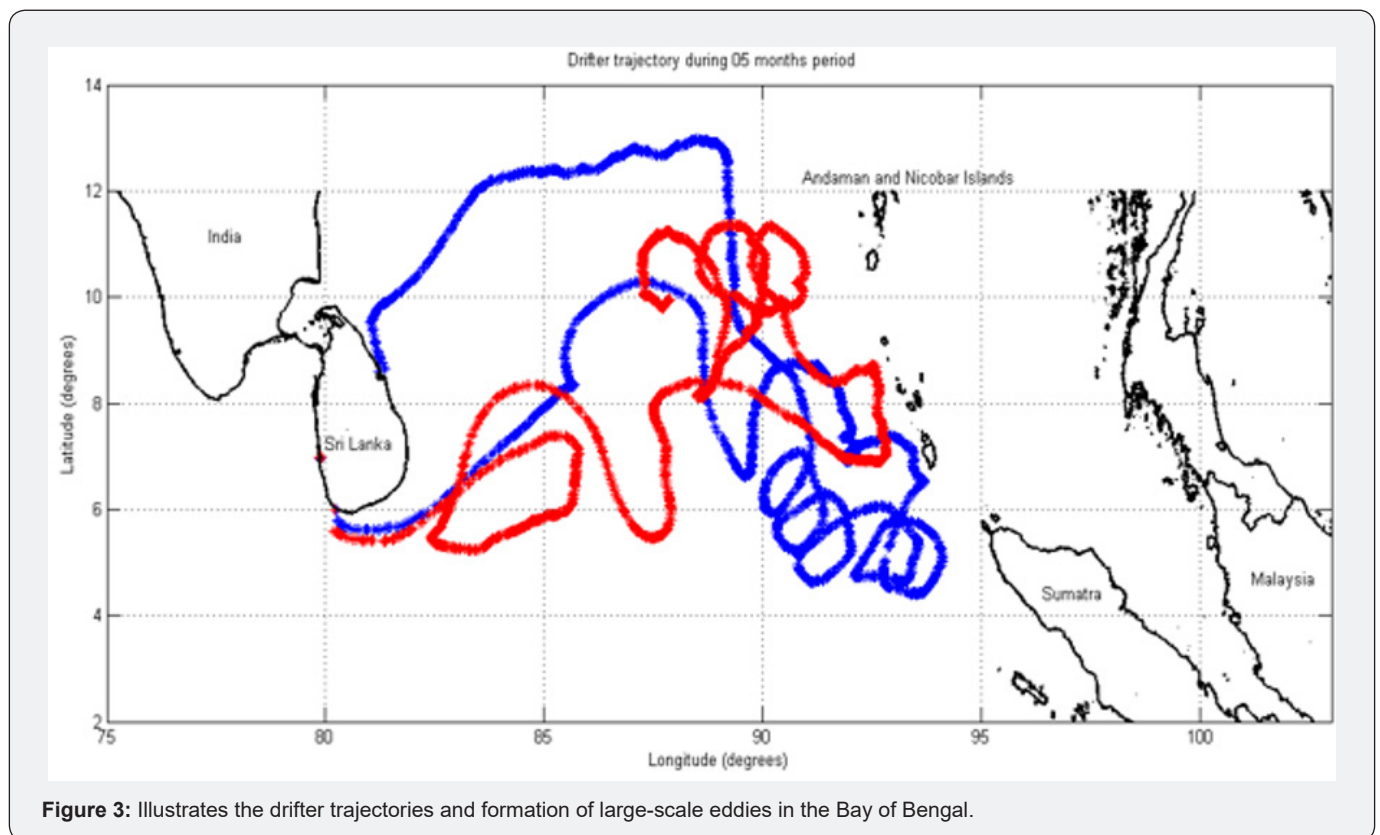 Drifter trajectory during 05 months period
14
12
10
8
6
4
2
Latitude (degrees)
India
Sri Lanka
Andaman and Nicobar Islands
Sumatra
Malaysia
75
80
85
90
95
100
Longitude (degrees)
Figure 3: Illustrates the drifter trajectories and formation of large-scale eddies in the Bay of Bengal.